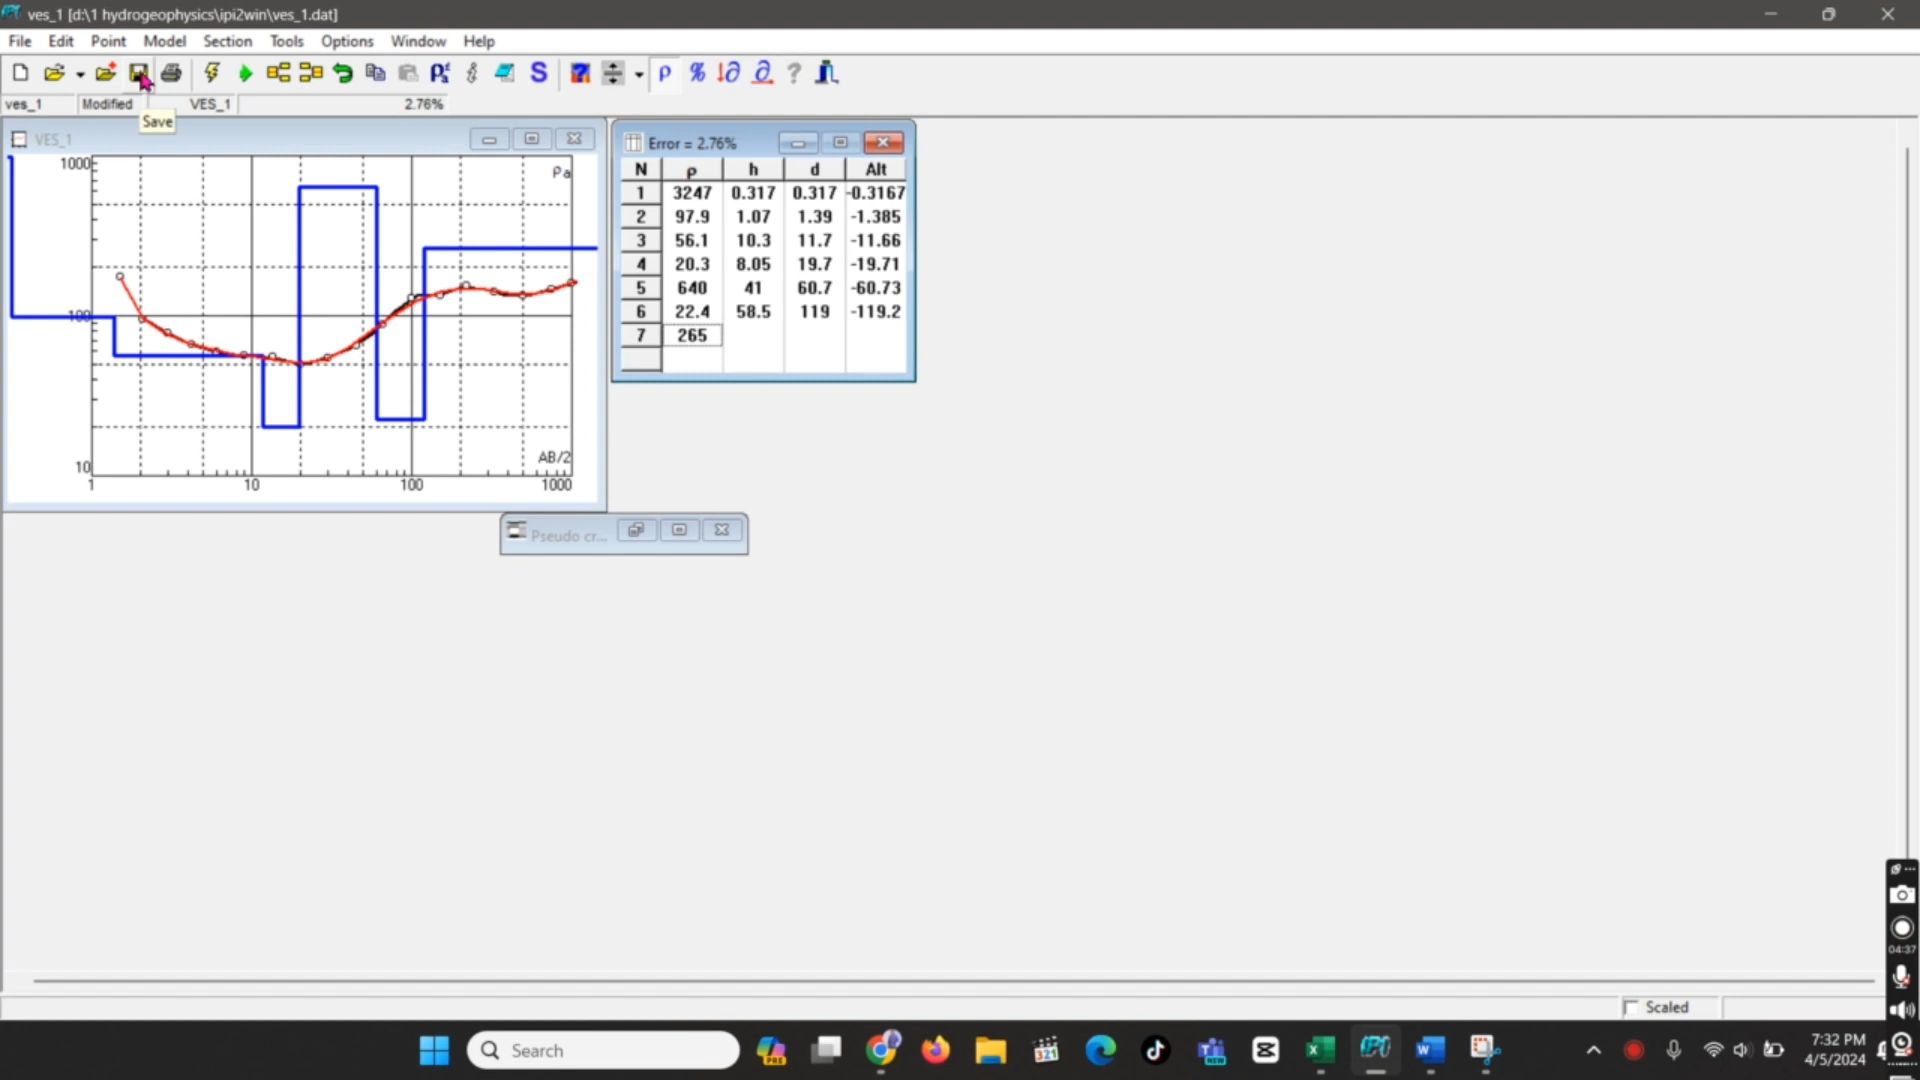 ves_1 [d:\1 hydrogeophysics\ipi2win\ves_1.dat]
File Edit Point Model Section Tools Options Window Help
ves_1 Modified VES_1 2.76%
Save
VES_1
1000
100
10
ρa
AB/2
1 10 100 1000
Error = 2.76%
N ρ h d Alt
1 3247 0.317 0.317 -0.3167
2 97.9 1.07 1.39 -1.385
3 56.1 10.3 11.7 -11.66
4 20.3 8.05 19.7 -19.71
5 640 41 60.7 -60.73
6 22.4 58.5 119 -119.2
7 265
Pseudo cr...
04:37
Scaled
Search
7:32 PM
4/5/2024